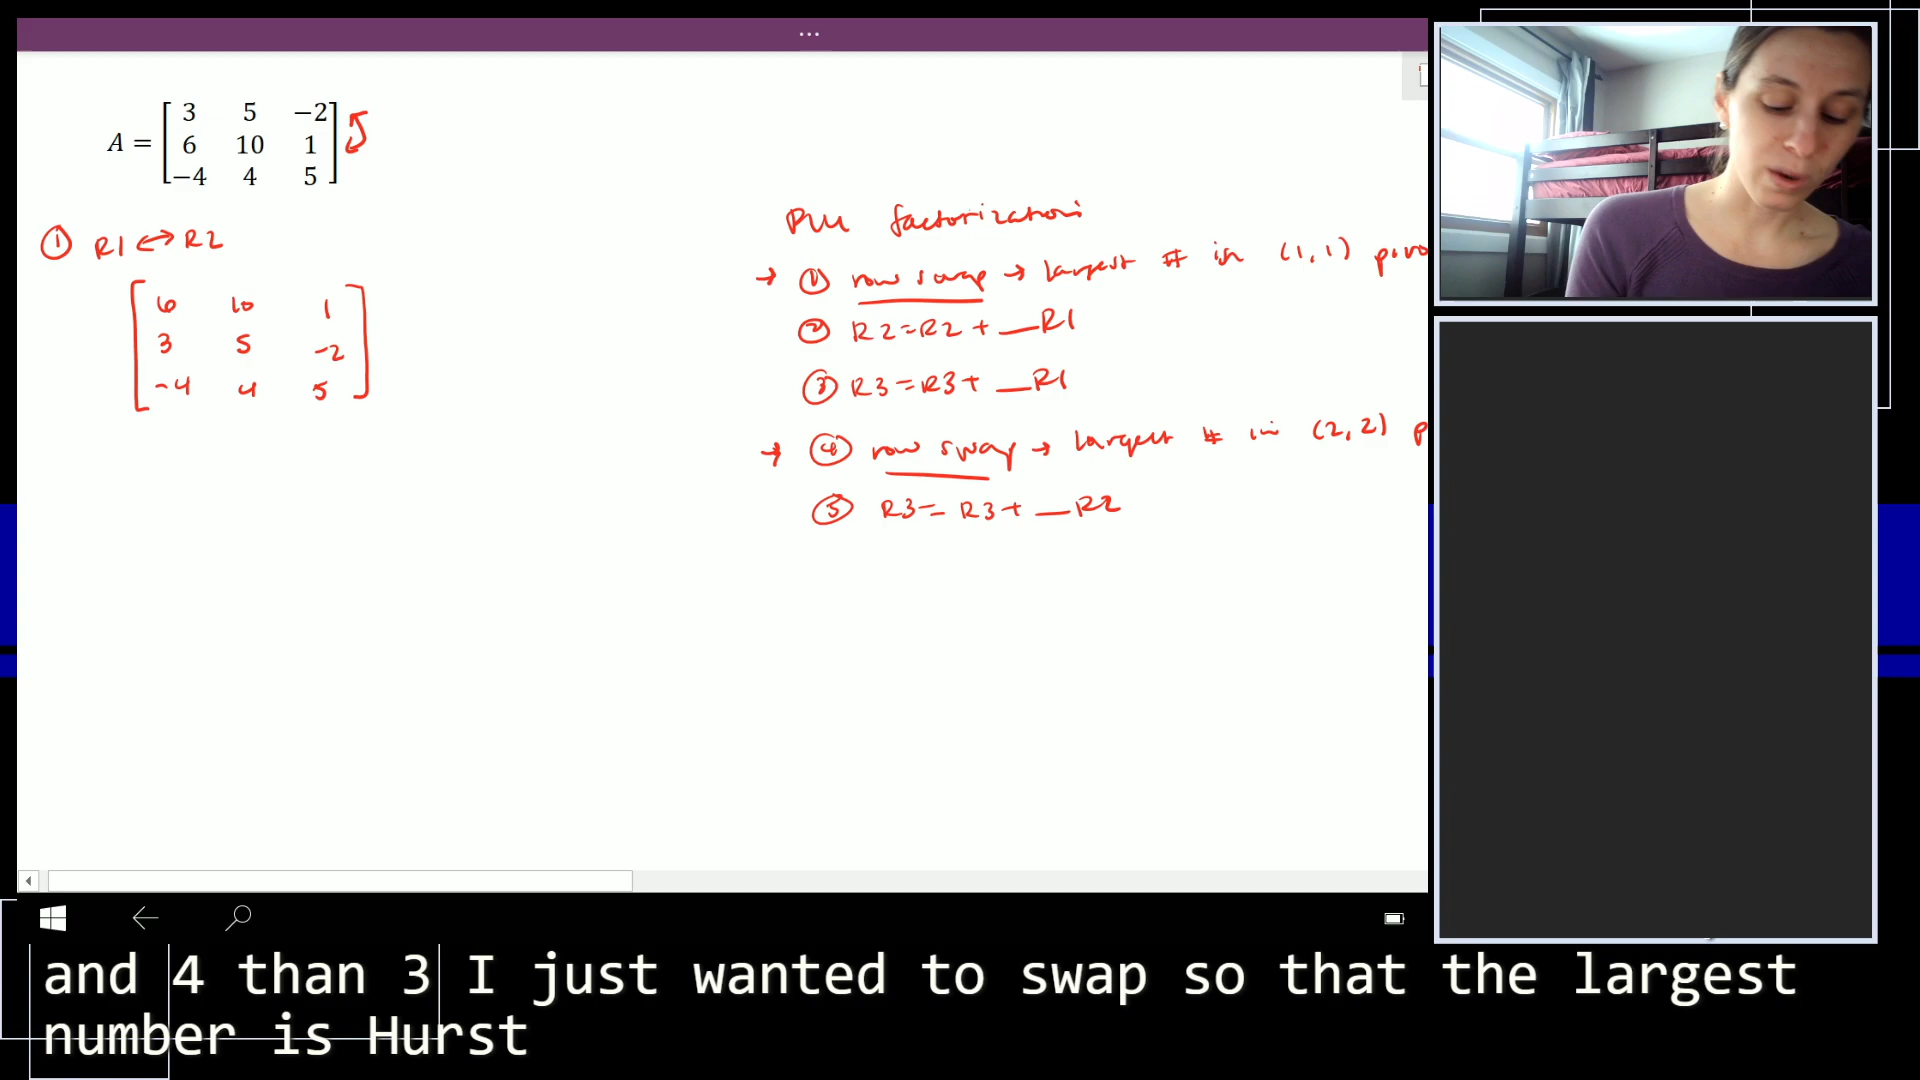 ...
A = [ 3 5 −2 ]
[ 6 10 1 ]
[ −4 4 5 ]
① R1 ↔ R2
[ 6 10 1 ]
[ 3 5 -2 ]
[ -4 4 5 ]
PLU factorization
→ ① row swap → largest # in (1,1) pivo
② R2=R2 + __R1
③ R3=R3+ __R1
→ ④ row swap → largest # in (2,2) p
⑤ R3= R3+ __R2
and 4 than 3 I just wanted to swap so that the largest
number is Hurst